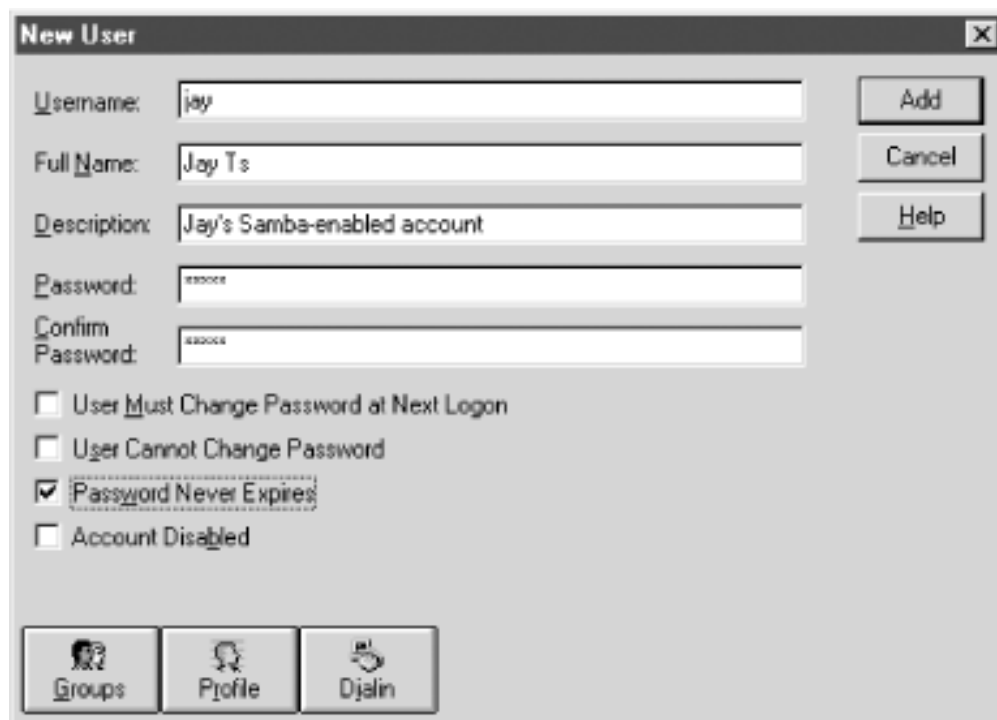 New User
Username: jay
Add
Full Name: Jay Ts
Cancel
Description: Jay's Samba-enabled account
Help
Password: ******
Confirm
Password: ******
User Must Change Password at Next Logon
User Cannot Change Password
Password Never Expires
Account Disabled
Groups
Profile
Dialin